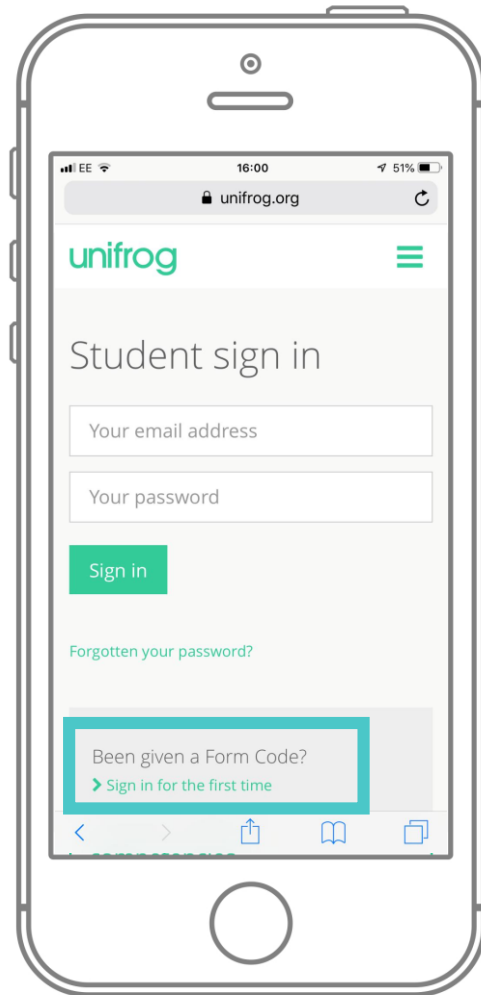 EE 16:00 51%
unifrog.org
unifrog
Student sign in
Your email address
Your password
Sign in
Forgotten your password?
Been given a Form Code?
Sign in for the first time